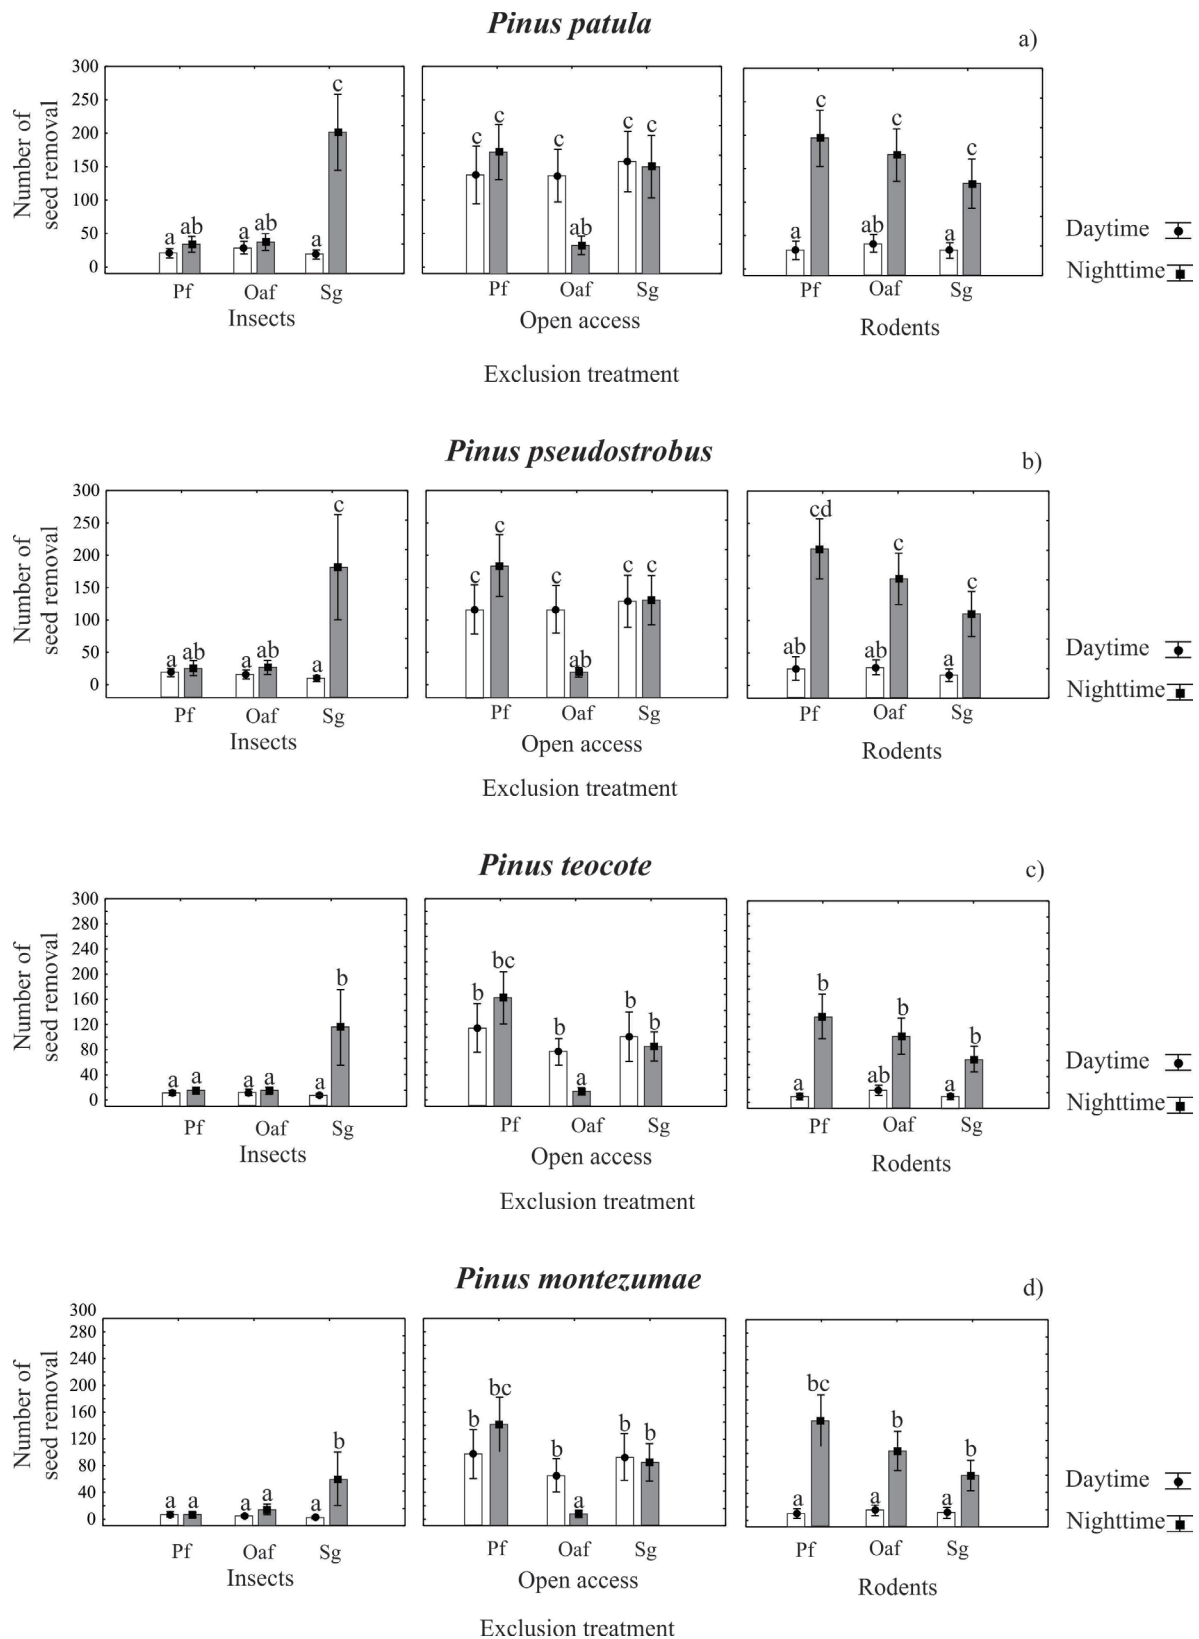 Pinus patula
a)
Number of
seed removal
300
250
200
150
100
50
0
a ab a ab a c
c c c ab c c
a c ab c a c
Pf Oaf Sg
Insects
Pf Oaf Sg
Open access
Pf Oaf Sg
Rodents
Daytime
Nighttime
Exclusion treatment
Pinus pseudostrobus
b)
Number of
seed removal
300
250
200
150
100
50
0
a ab a ab a c
c c c ab c c
ab cd ab c a c
Pf Oaf Sg
Insects
Pf Oaf Sg
Open access
Pf Oaf Sg
Rodents
Daytime
Nighttime
Exclusion treatment
Pinus teocote
c)
Number of
seed removal
300
280
240
200
160
120
80
40
0
a a a a a b
b bc b a b b
a b ab b a b
Pf Oaf Sg
Insects
Pf Oaf Sg
Open access
Pf Oaf Sg
Rodents
Daytime
Nighttime
Exclusion treatment
Pinus montezumae
d)
Number of
seed removal
300
280
240
200
160
120
80
40
0
a a a a a b
b bc b a b b
a bc a b a b
Pf Oaf Sg
Insects
Pf Oaf Sg
Open access
Pf Oaf Sg
Rodents
Daytime
Nighttime
Exclusion treatment